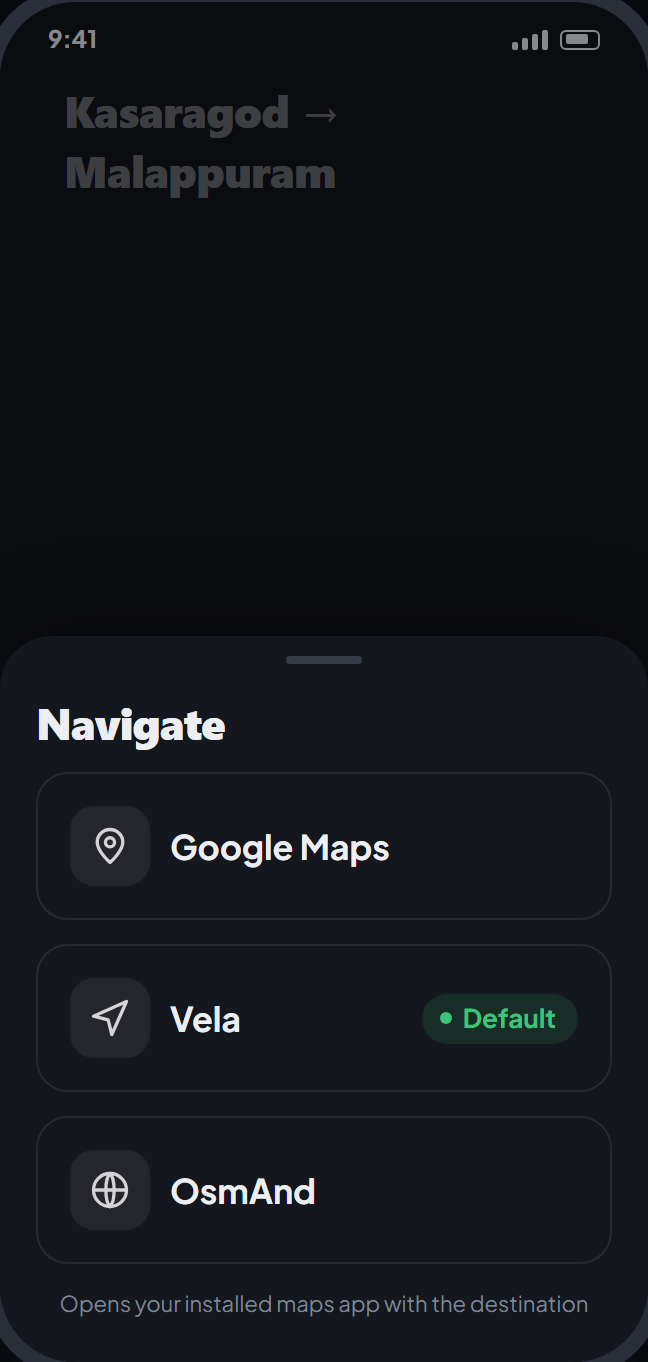 9:41
Kasaragod →
Malappuram
Navigate
Google Maps
Vela
Default
OsmAnd
Opens your installed maps app with the destination